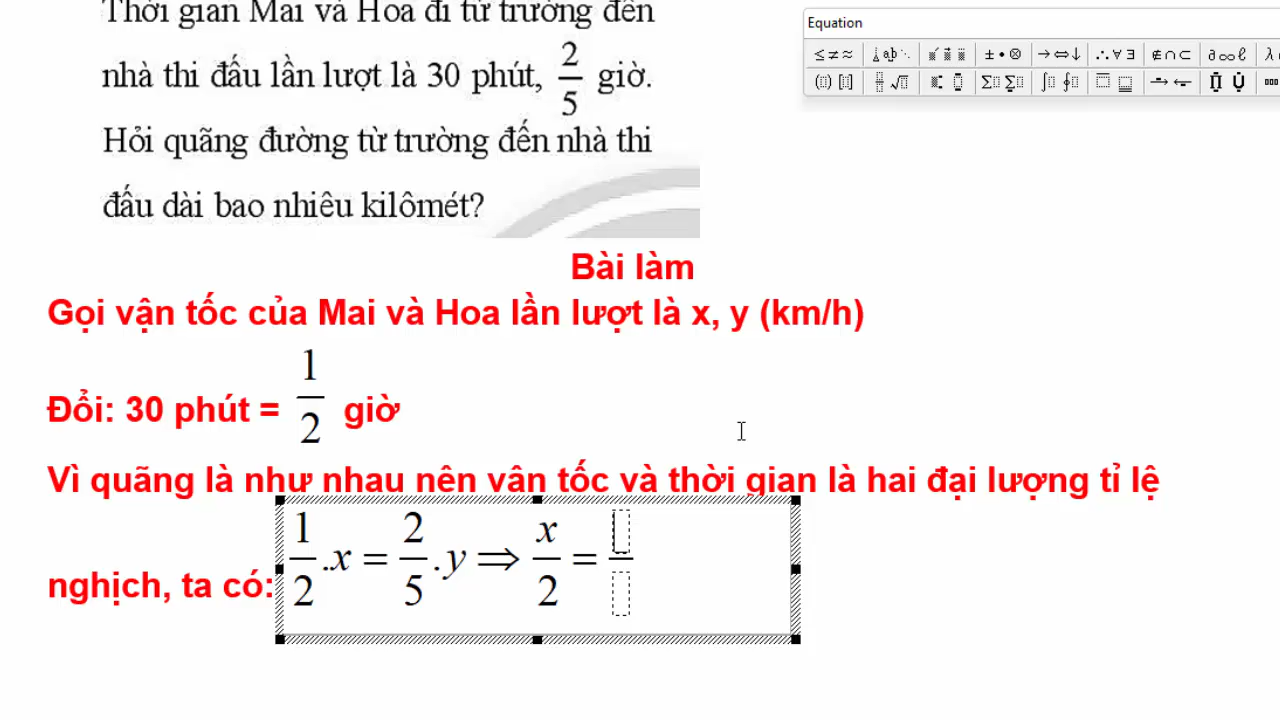 Thời gian Mai và Hoa đi từ trường đến
nhà thi đấu lần lượt là 30 phút, 2/5 giờ.
Hỏi quãng đường từ trường đến nhà thi
đấu dài bao nhiêu kilômét?
Equation
Bài làm
Gọi vận tốc của Mai và Hoa lần lượt là x, y (km/h)
Đổi: 30 phút = 1/2 giờ
Vì quãng là như nhau nên vân tốc và thời gian là hai đại lượng tỉ lệ
nghịch, ta có: 1/2 .x = 2/5 .y ⇒ x/2 =